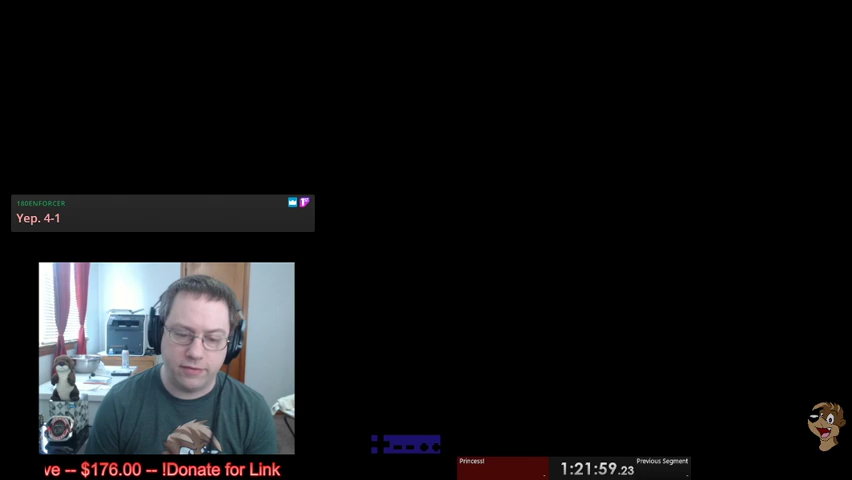 180ENFORCER
Yep. 4-1
ve -- $176.00 -- !Donate for Link
Princess!
1:21:59.23
Previous Segment
-
-